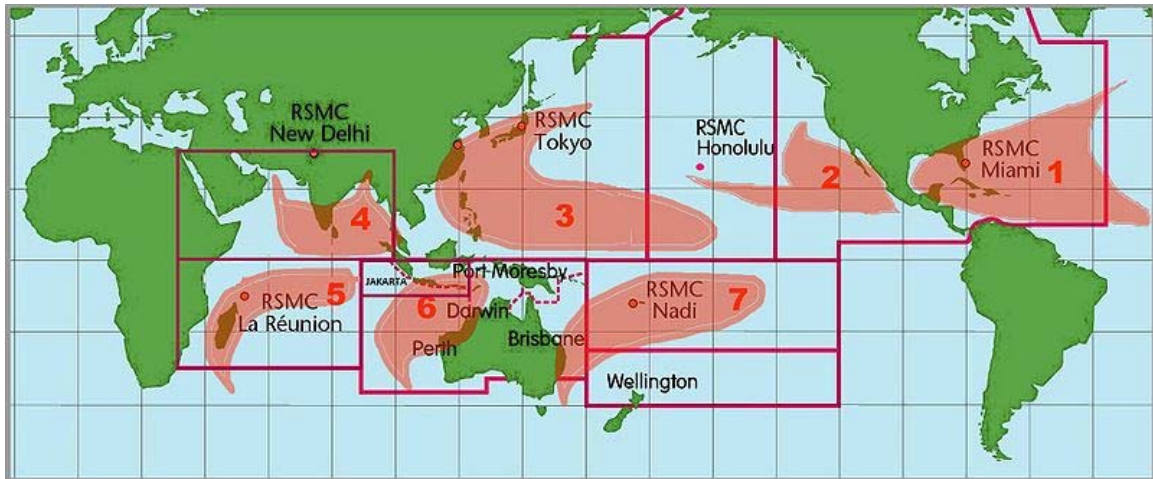 RSMC
New Delhi
RSMC
Tokyo
RSMC
Honolulu
RSMC
Miami
1
2
3
4
5
6
7
JAKARTA
Port Moresby
RSMC
La Réunion
Darwin
Perth
Brisbane
RSMC
Nadi
Wellington